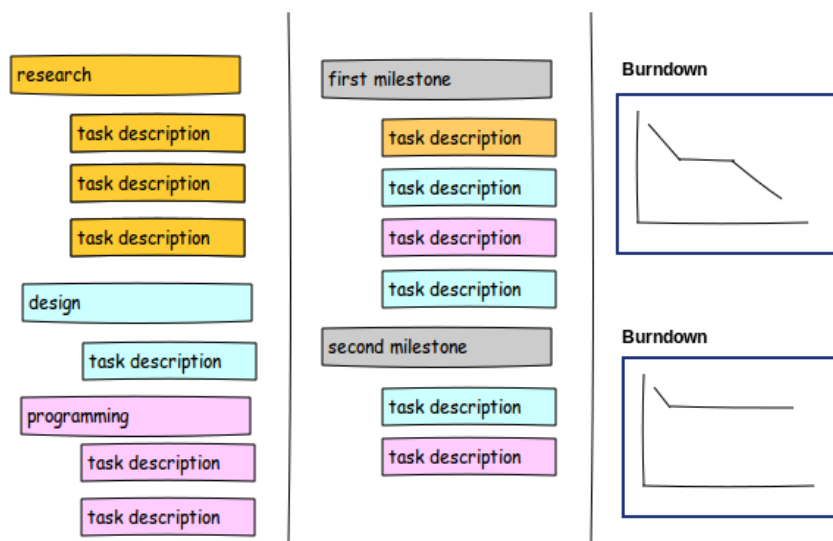 research
task description
task description
task description
design
task description
programming
task description
task description
first milestone
task description
task description
task description
task description
second milestone
task description
task description
Burndown
Burndown